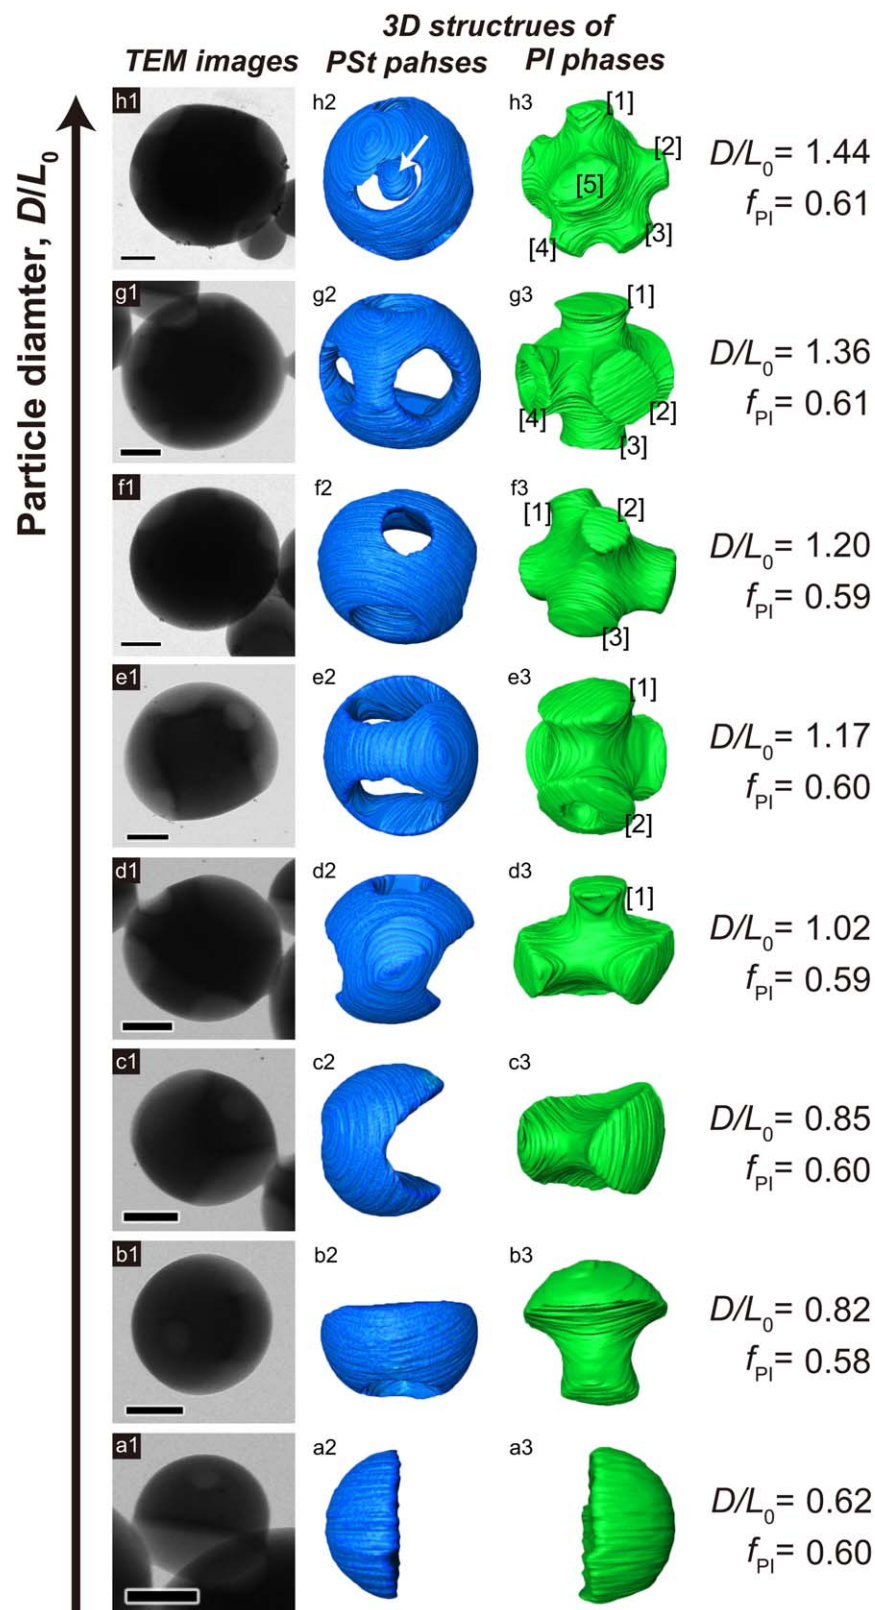 3D structrues of
TEM images PSt pahses PI phases
Particle diamter, D/L0
h1 h2 h3 [1] [2] [5] [4] [3]
D/L0= 1.44
fPI= 0.61
g1 g2 g3 [1] [2] [4] [3]
D/L0= 1.36
fPI= 0.61
f1 f2 f3 [1] [2] [3]
D/L0= 1.20
fPI= 0.59
e1 e2 e3 [1] [2]
D/L0= 1.17
fPI= 0.60
d1 d2 d3 [1]
D/L0= 1.02
fPI= 0.59
c1 c2 c3
D/L0= 0.85
fPI= 0.60
b1 b2 b3
D/L0= 0.82
fPI= 0.58
a1 a2 a3
D/L0= 0.62
fPI= 0.60